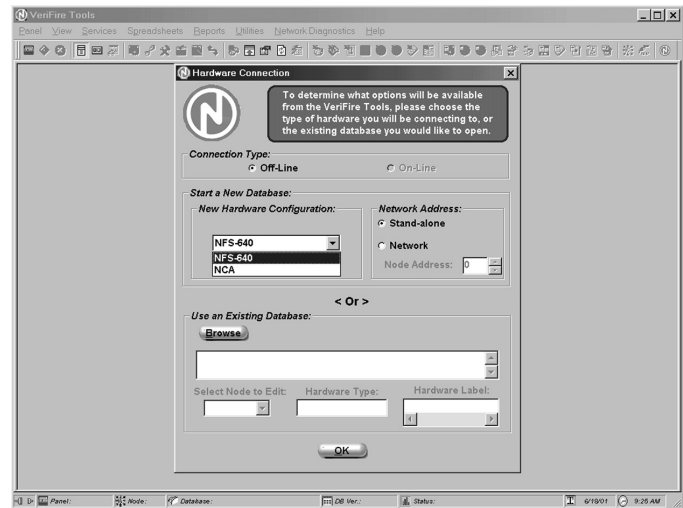 VeriFire Tools
Panel View Services Spreadsheets Reports Utilities Network Diagnostics Help
Hardware Connection
To determine what options will be available
from the VeriFire Tools, please choose the
type of hardware you will be connecting to, or
the existing database you would like to open.
Connection Type:
Off-Line On-Line
Start a New Database:
New Hardware Configuration: Network Address:
Stand-alone
NFS-640 Network
NFS-640 Node Address: 0
NCA
< Or >
Use an Existing Database:
Browse
Select Node to Edit: Hardware Type: Hardware Label:
OK
Panel: Node: Database: DB Ver.: Status: 6/18/01 9:26 AM